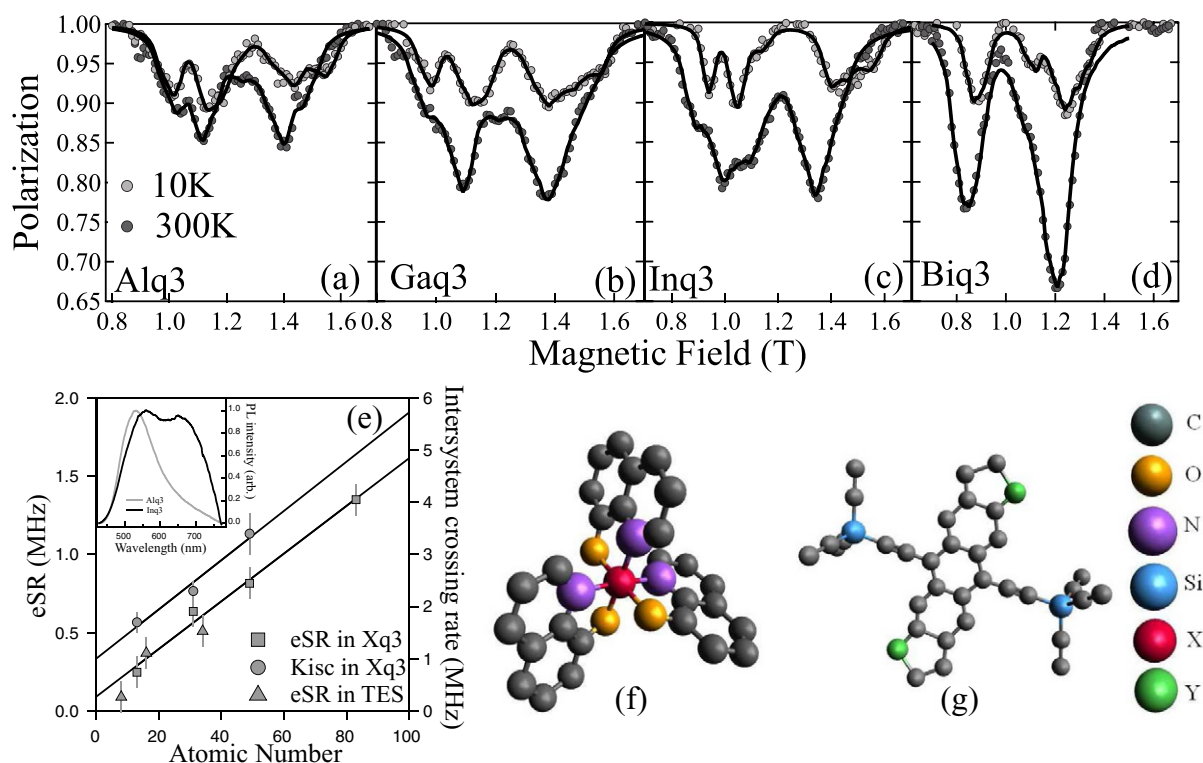 Polarization
1.00
0.95
0.90
0.85
0.80
0.75
0.70
0.65
10K
300K
Alq3
(a)
Gaq3
(b)
Inq3
(c)
Biq3
(d)
0.8 1.0 1.2 1.4 1.6
0.8 1.0 1.2 1.4 1.6
1.0 1.2 1.4 1.6
0.8 1.0 1.2 1.4 1.6
Magnetic Field (T)
eSR (MHz)
2.0
1.5
1.0
0.5
0.0
(e)
1.0
0.8
0.6
0.4
0.2
0.0
PL intensity (arb.)
Alq3
Inq3
500 600 700
Wavelength (nm)
eSR in Xq3
Kisc in Xq3
eSR in TES
6
5
4
3
2
1
0
Intersystem crossing rate (MHz)
0 20 40 60 80 100
Atomic Number
(f)
(g)
C
O
N
Si
X
Y